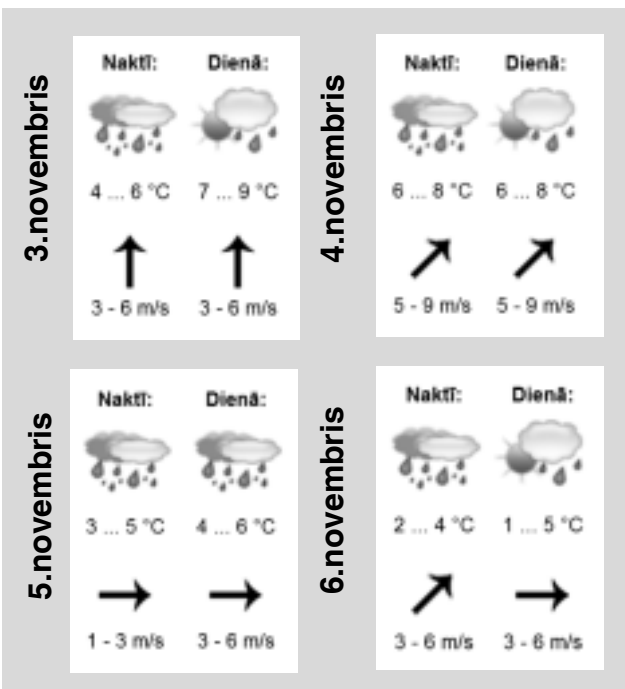 3.novembris
Naktī: Dienā:
4 ... 6 °C 7 ... 9 °C
3 - 6 m/s 3 - 6 m/s
4.novembris
Naktī: Dienā:
6 ... 8 °C 6 ... 8 °C
5 - 9 m/s 5 - 9 m/s
5.novembris
Naktī: Dienā:
3 ... 5 °C 4 ... 6 °C
1 - 3 m/s 3 - 6 m/s
6.novembris
Naktī: Dienā:
2 ... 4 °C 1 ... 5 °C
3 - 6 m/s 3 - 6 m/s